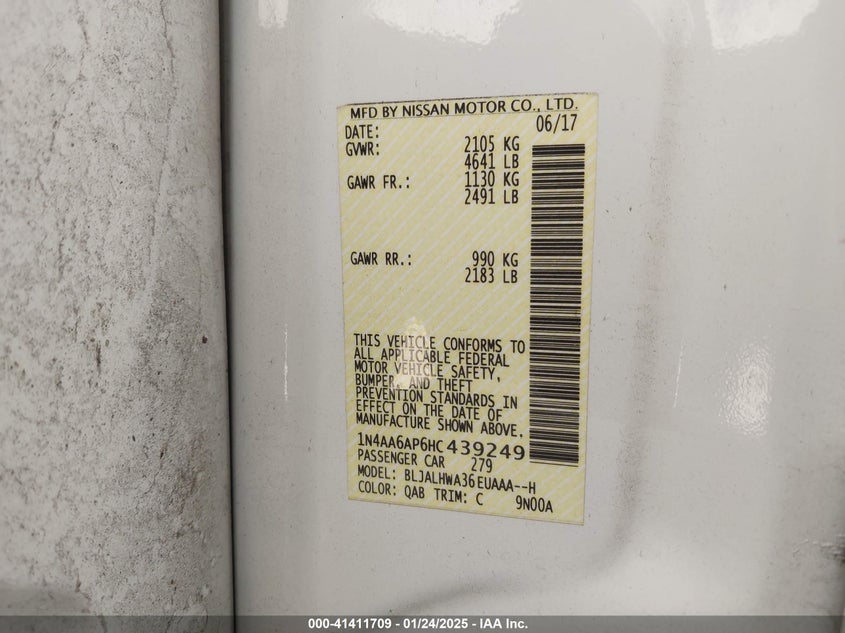 MFD BY NISSAN MOTOR CO., LTD.
DATE: 06/17
GVWR: 2105 KG
4641 LB
GAWR FR.: 1130 KG
2491 LB
GAWR RR.: 990 KG
2183 LB
THIS VEHICLE CONFORMS TO
ALL APPLICABLE FEDERAL
MOTOR VEHICLE SAFETY,
BUMPER, AND THEFT
PREVENTION STANDARDS IN
EFFECT ON THE DATE OF
MANUFACTURE SHOWN ABOVE.
1N4AA6AP6HC439249
PASSENGER CAR 279
MODEL: BLJALHWA36EUAAA--H
COLOR: QAB TRIM: C 9N00A
000-41411709 - 01/24/2025 - IAA Inc.